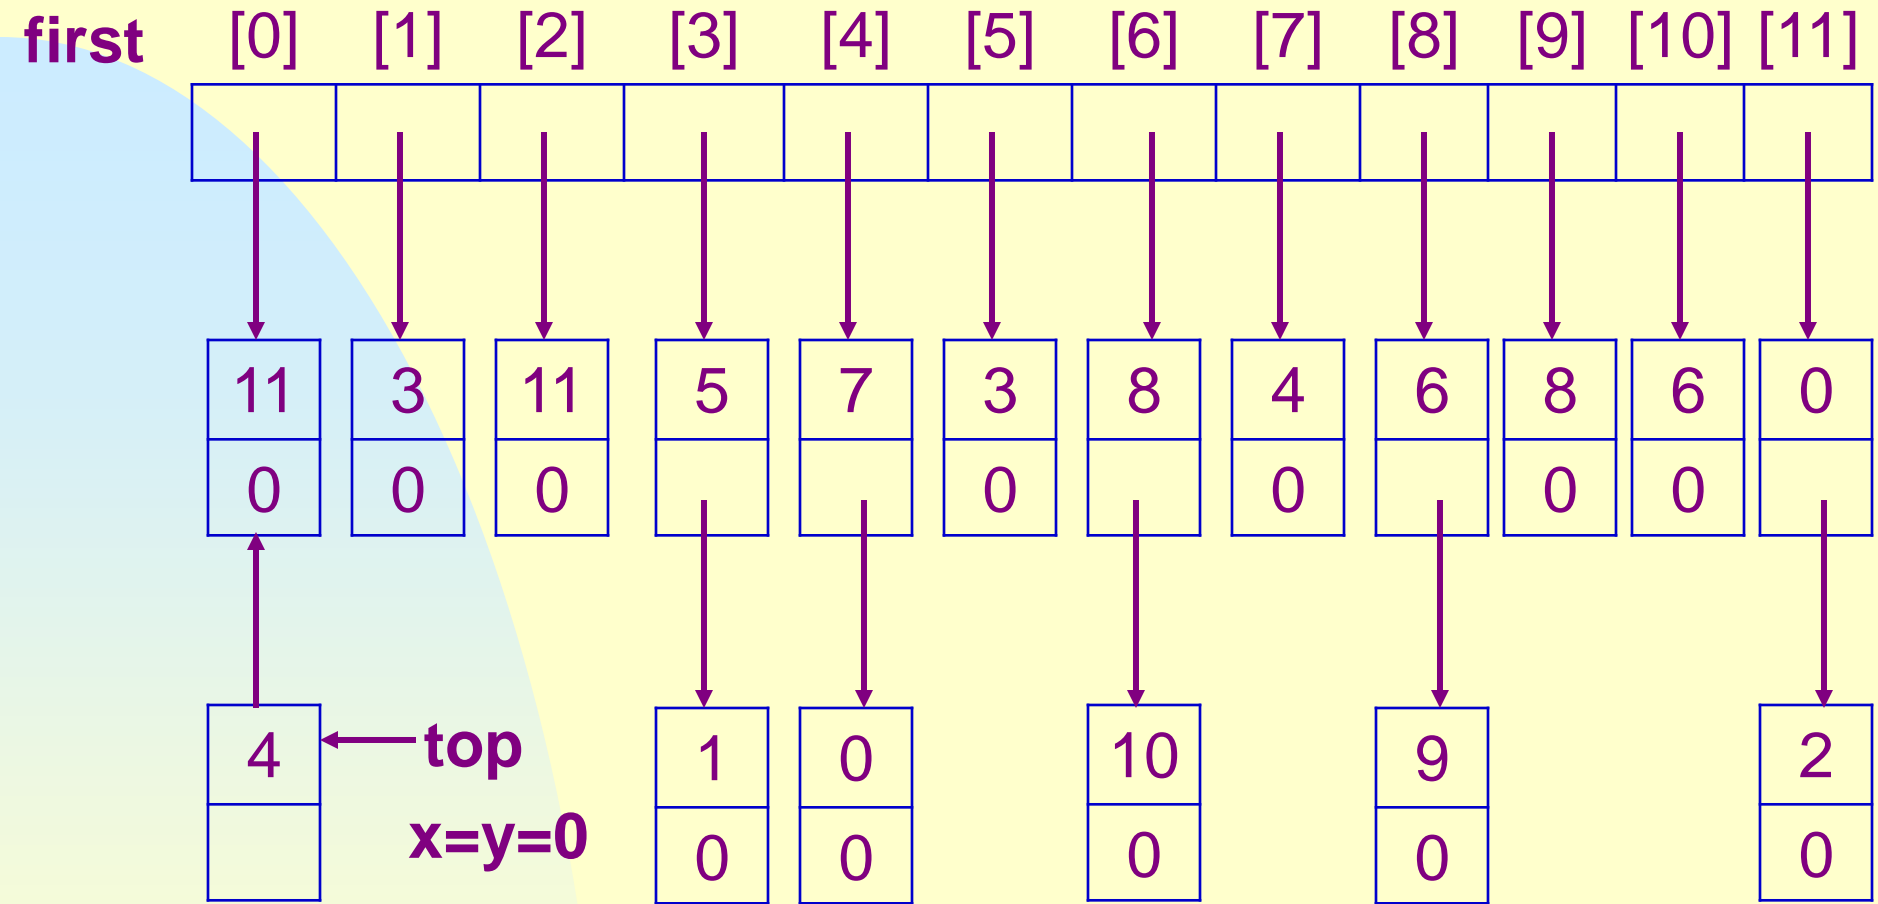 first [0] [1] [2] [3] [4] [5] [6] [7] [8] [9] [10] [11]
11 3 11 5 7 3 8 4 6 8 6 0
0 0 0 0 0 0 0
4 top 1 0 10 9 2
x=y=0 0 0 0 0 0